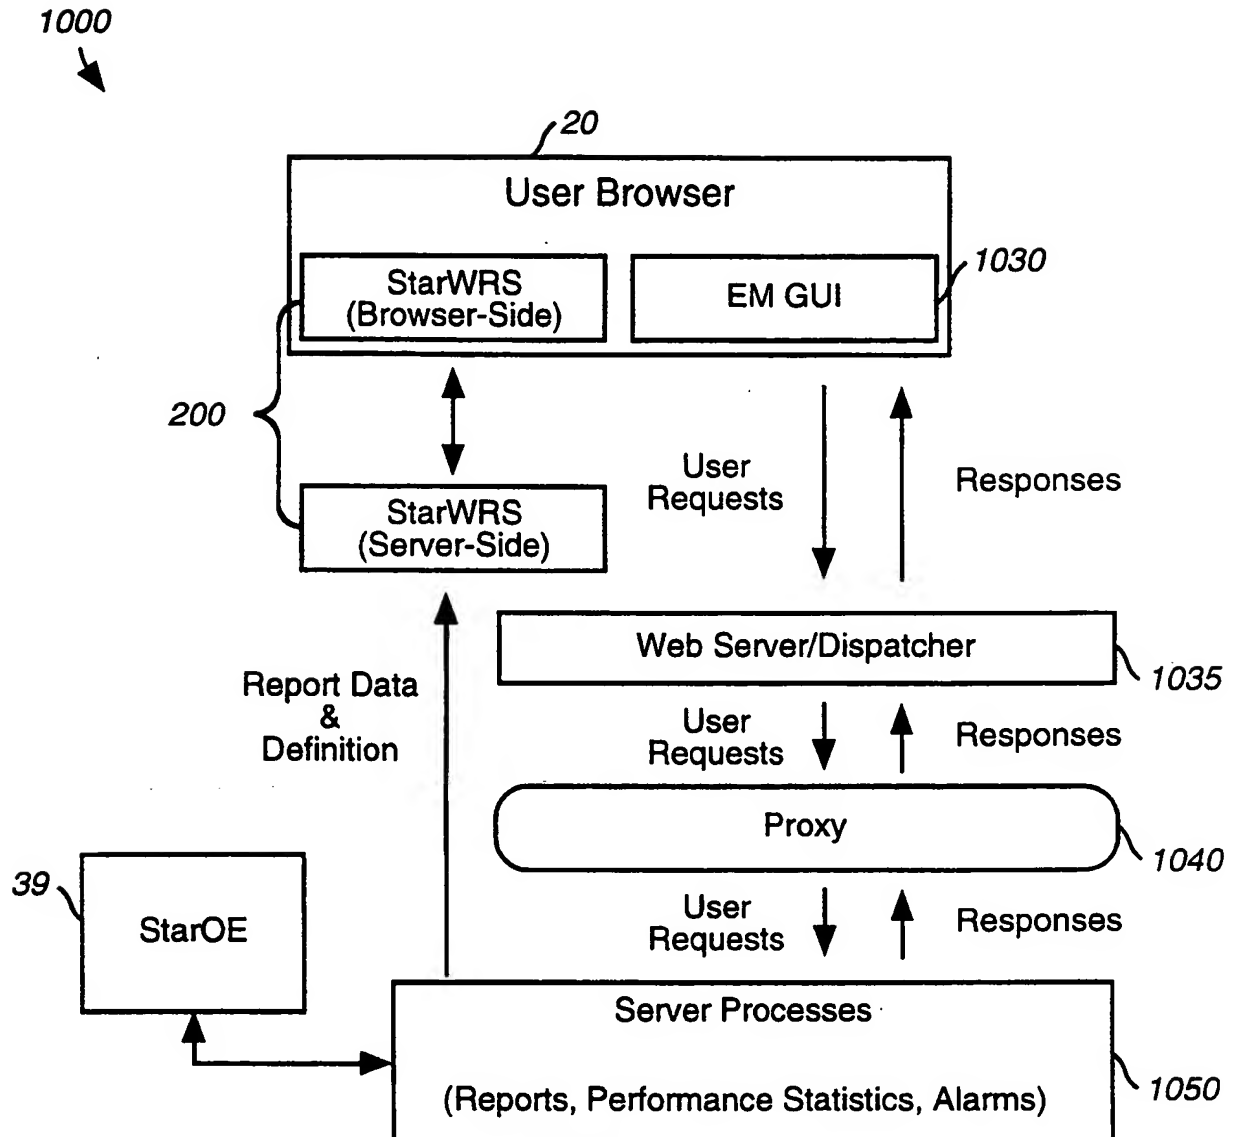 1000
20
User Browser
StarWRS
(Browser-Side)
EM GUI
1030
200
User
Requests
Responses
StarWRS
(Server-Side)
Web Server/Dispatcher
1035
Report Data
&
Definition
User
Requests
Responses
Proxy
1040
39
StarOE
User
Requests
Responses
Server Processes
(Reports, Performance Statistics, Alarms)
1050